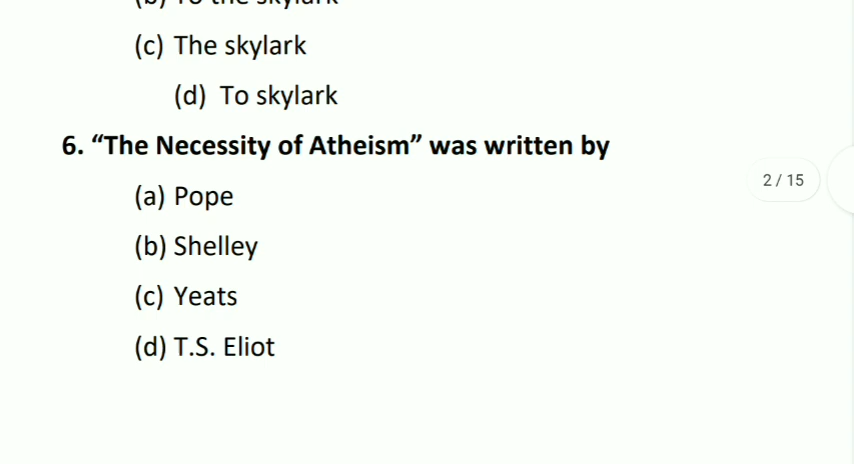 (c) The skylark
(d) To skylark
6. “The Necessity of Atheism” was written by
2 / 15
(a) Pope
(b) Shelley
(c) Yeats
(d) T.S. Eliot